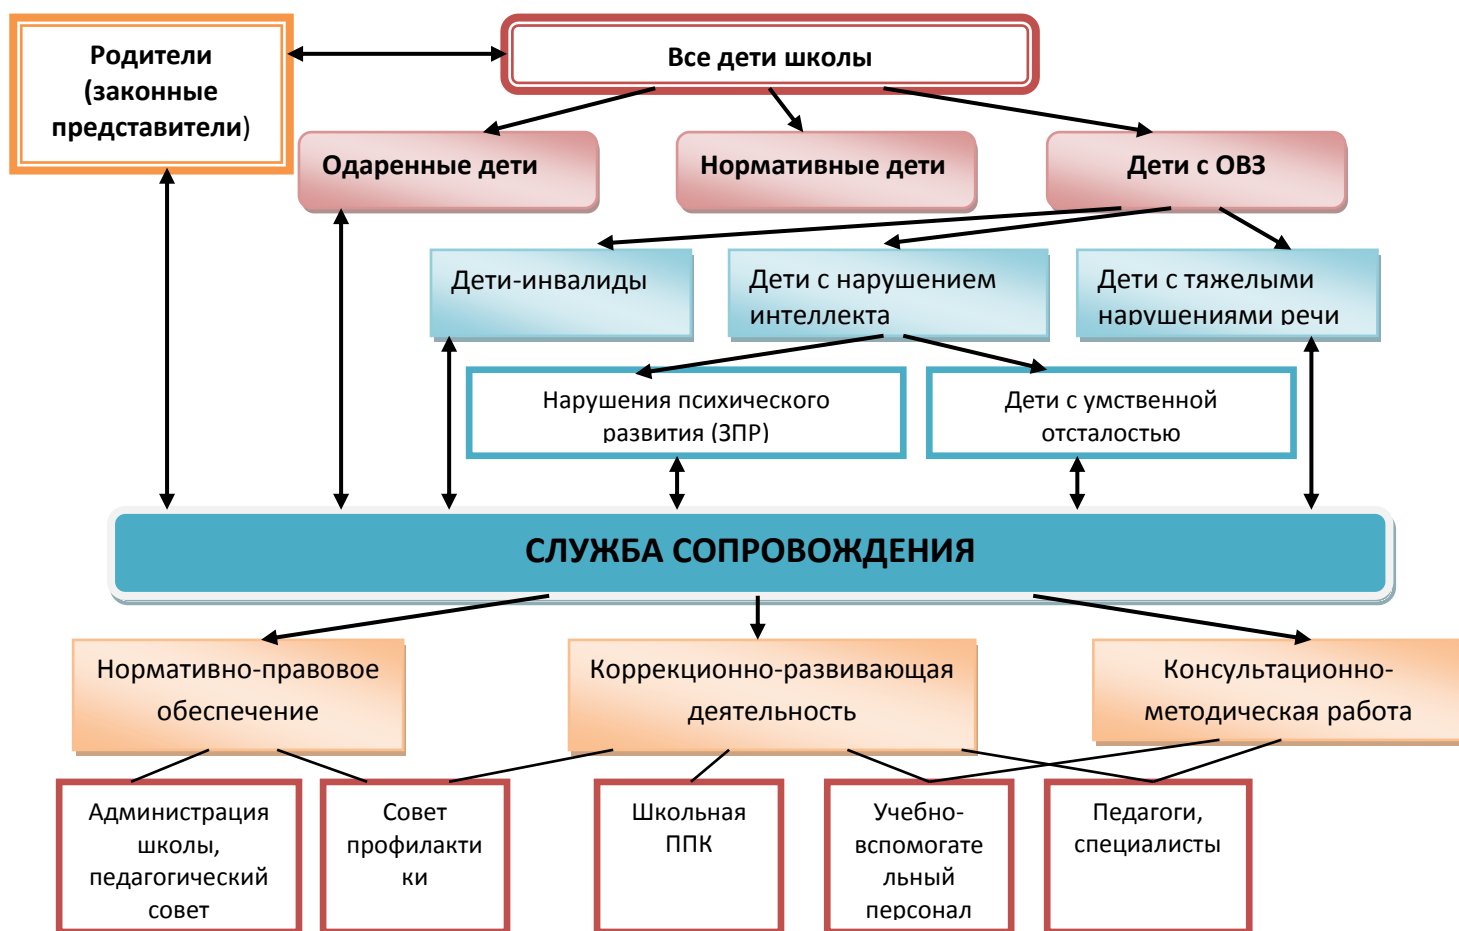 Родители
(законные
представители)
Все дети школы
Одаренные дети
Нормативные дети
Дети с ОВЗ
Дети-инвалиды
Дети с нарушением
интеллекта
Дети с тяжелыми
нарушениями речи
Нарушения психического
развития (ЗПР)
Дети с умственной
отсталостью
СЛУЖБА СОПРОВОЖДЕНИЯ
Нормативно-правовое
обеспечение
Коррекционно-развивающая
деятельность
Консультационно-
методическая работа
Администрация
школы,
педагогический
совет
Совет
профилакти
ки
Школьная
ППК
Учебно-
вспомогате
льный
персонал
Педагоги,
специалисты